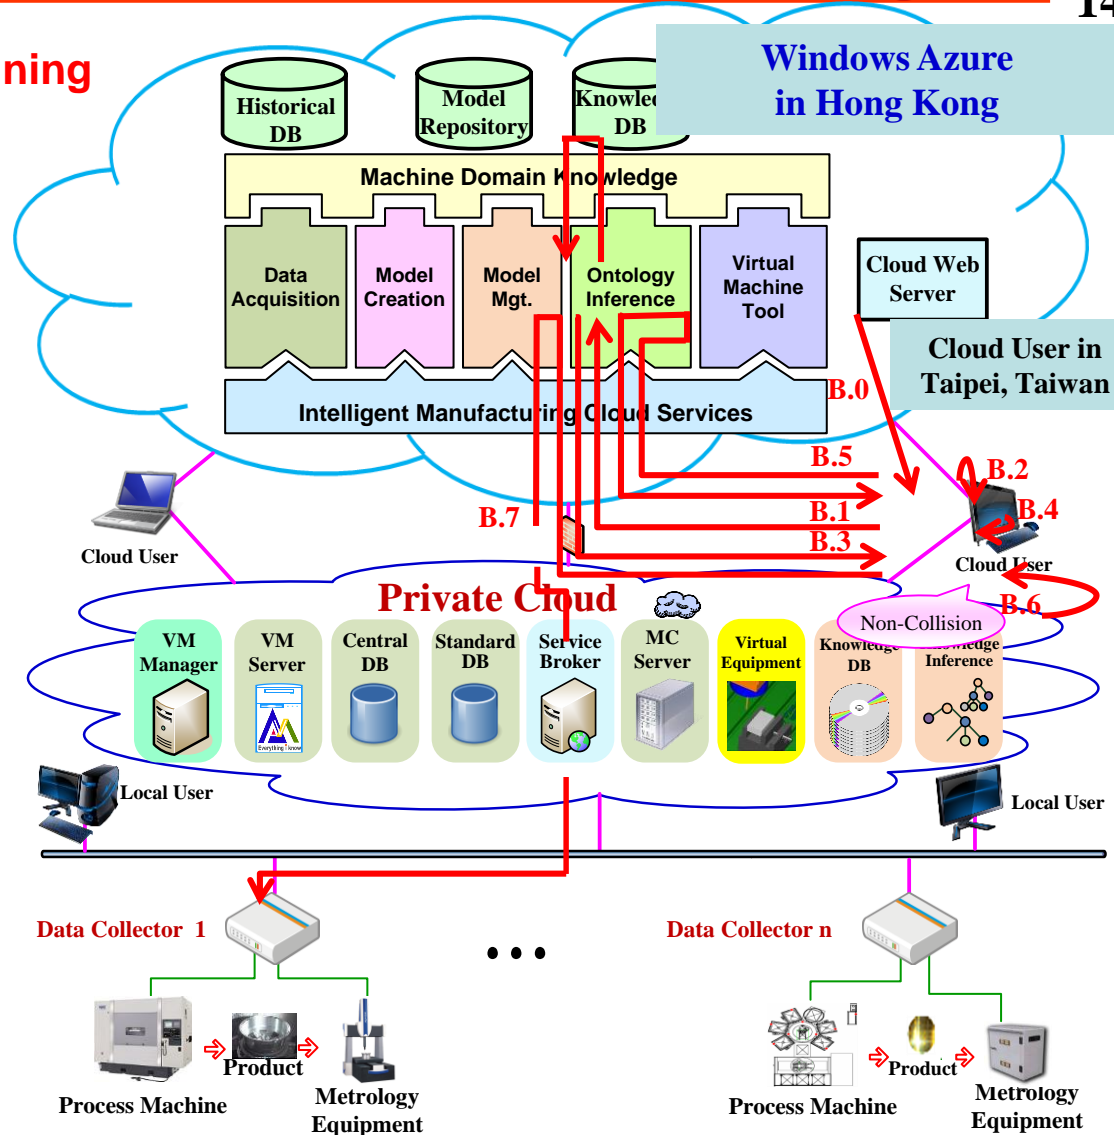 14
ning
Windows Azure
in Hong Kong
Historical
DB
Model
Repository
DB
Machine Domain Knowledge
Data
Acquisition
Model
Creation
Model
Mgt.
Ontology
Inference
Virtual
Machine
Tool
Cloud Web
Server
Cloud User in
Taipei, Taiwan
Intelligent Manufacturing Cloud Services
B.0
B.5
B.2
B.7
B.1
B.4
B.3
Cloud User
Cloud User
Private Cloud
B.6
Non-Collision
VM
Manager
VM
Server
Central
DB
Standard
DB
Service
Broker
MC
Server
Virtual
Equipment
Knowledge
DB
Inference
Everything I know
Local User
Local User
Data Collector 1
...
Data Collector n
Product
Process Machine
Metrology
Equipment
Product
Process Machine
Metrology
Equipment